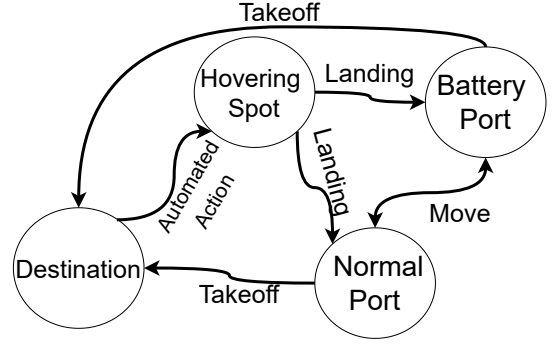 Takeoff
Hovering
Spot
Landing
Battery
Port
Automated
Action
Landing
Move
Destination
Takeoff
Normal
Port